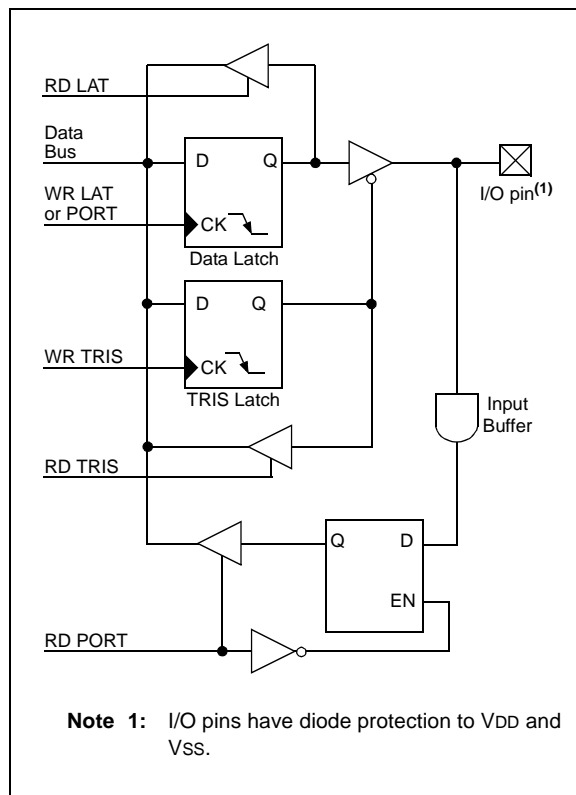 RD LAT
Data
Bus
D Q
WR LAT
or PORT
I/O pin(1)
CK
Data Latch
D Q
WR TRIS
CK
TRIS Latch
Input
Buffer
RD TRIS
Q D
EN
RD PORT
Note 1: I/O pins have diode protection to VDD and
VSS.